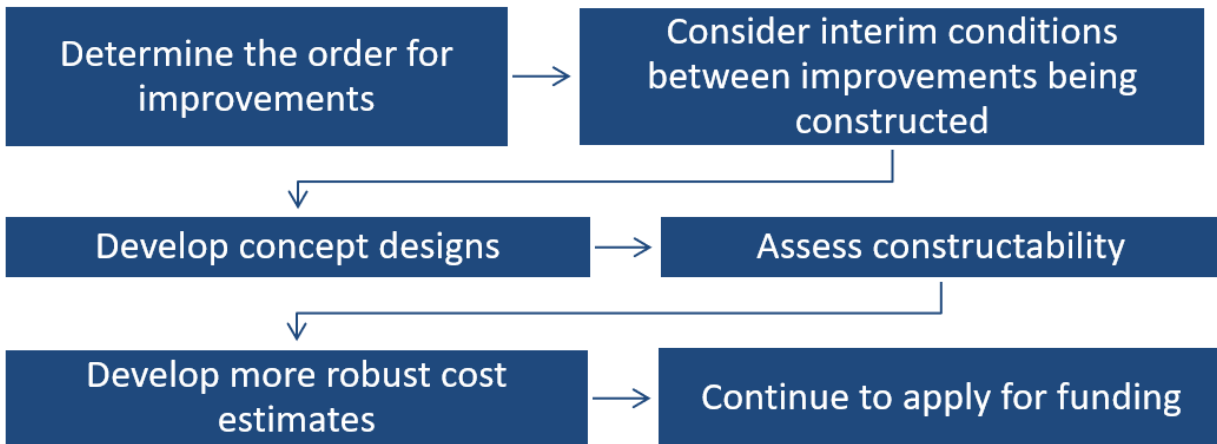 Determine the order for
improvements
Consider interim conditions
between improvements being
constructed
Develop concept designs
Assess constructability
Develop more robust cost
estimates
Continue to apply for funding